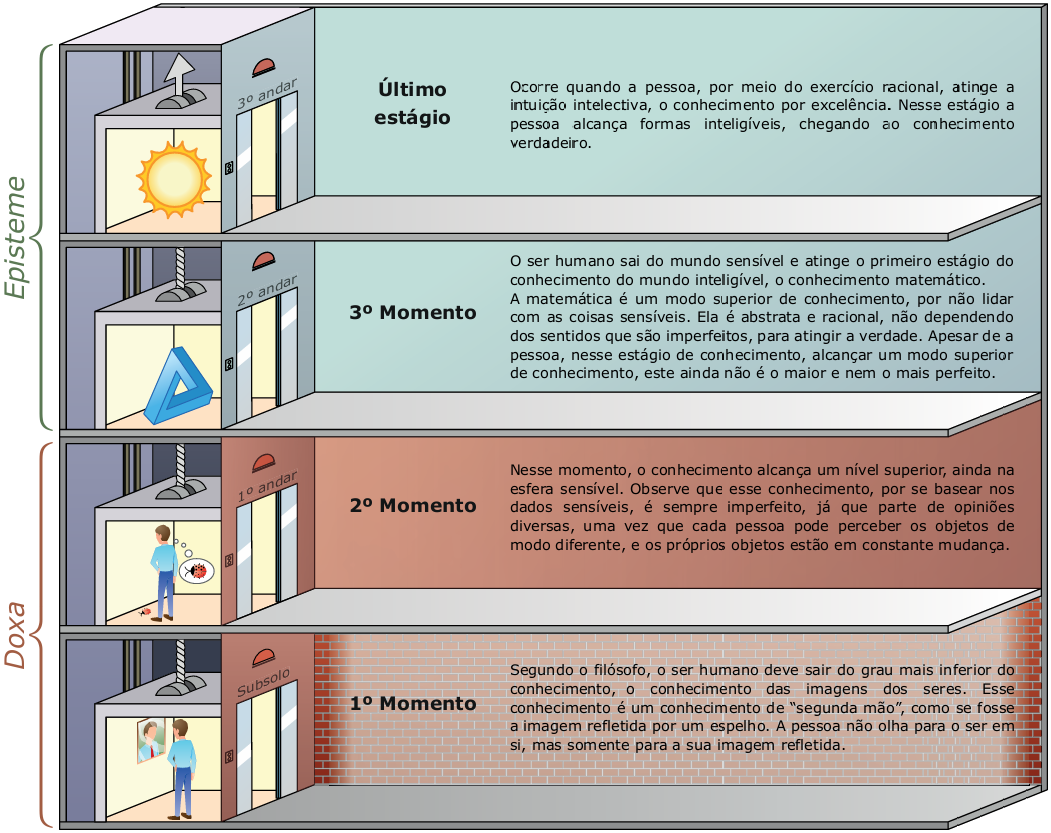 Episteme
3º andar
Último
estágio
Ocorre quando a pessoa, por meio do exercício racional, atinge a
intuição intelectiva, o conhecimento por excelência. Nesse estágio a
pessoa alcança formas inteligíveis, chegando ao conhecimento
verdadeiro.
2º andar
3º Momento
O ser humano sai do mundo sensível e atinge o primeiro estágio do
conhecimento do mundo inteligível, o conhecimento matemático.
A matemática é um modo superior de conhecimento, por não lidar
com as coisas sensíveis. Ela é abstrata e racional, não dependendo
dos sentidos que são imperfeitos, para atingir a verdade. Apesar de a
pessoa, nesse estágio de conhecimento, alcançar um modo superior
de conhecimento, este ainda não é o maior e nem o mais perfeito.
Doxa
1º andar
2º Momento
Nesse momento, o conhecimento alcança um nível superior, ainda na
esfera sensível. Observe que esse conhecimento, por se basear nos
dados sensíveis, é sempre imperfeito, já que parte de opiniões
diversas, uma vez que cada pessoa pode perceber os objetos de
modo diferente, e os próprios objetos estão em constante mudança.
Subsolo
1º Momento
Segundo o filósofo, o ser humano deve sair do grau mais inferior do
conhecimento, o conhecimento das imagens dos seres. Esse
conhecimento é um conhecimento de “segunda mão”, como se fosse
a imagem refletida por um espelho. A pessoa não olha para o ser em
si, mas somente para a sua imagem refletida.